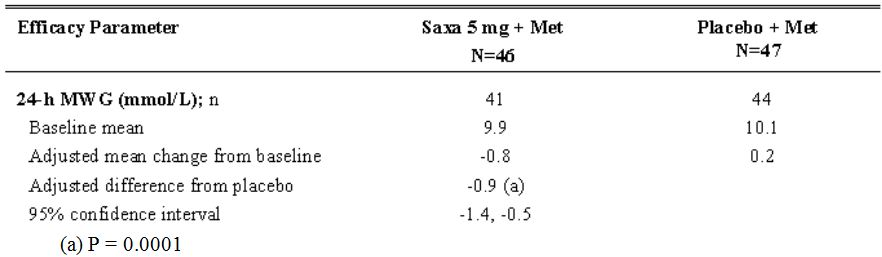 Efficacy Parameter Saxa 5 mg + Met Placebo + Met
N=46 N=47
24-h MWG (mmol/L); n 41 44
Baseline mean 9.9 10.1
Adjusted mean change from baseline -0.8 0.2
Adjusted difference from placebo -0.9 (a)
95% confidence interval -1.4, -0.5
(a) P = 0.0001